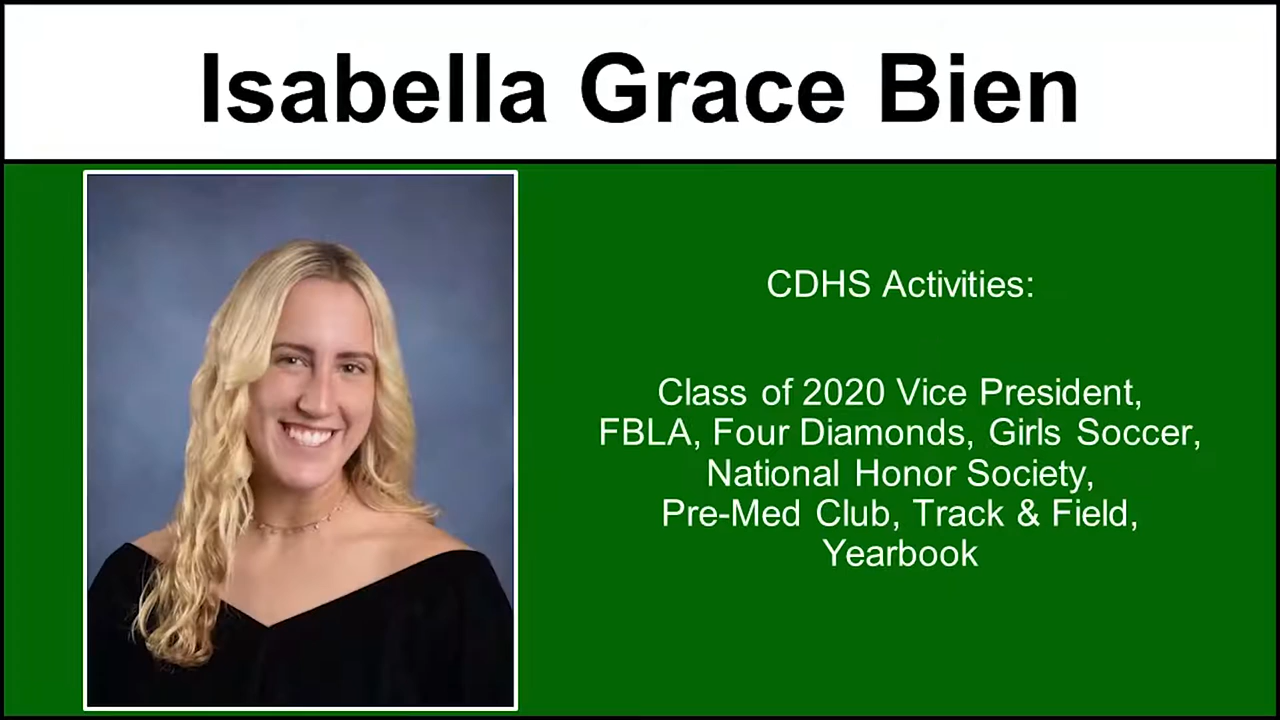 Isabella Grace Bien
CDHS Activities:
Class of 2020 Vice President,
FBLA, Four Diamonds, Girls Soccer,
National Honor Society,
Pre-Med Club, Track & Field,
Yearbook